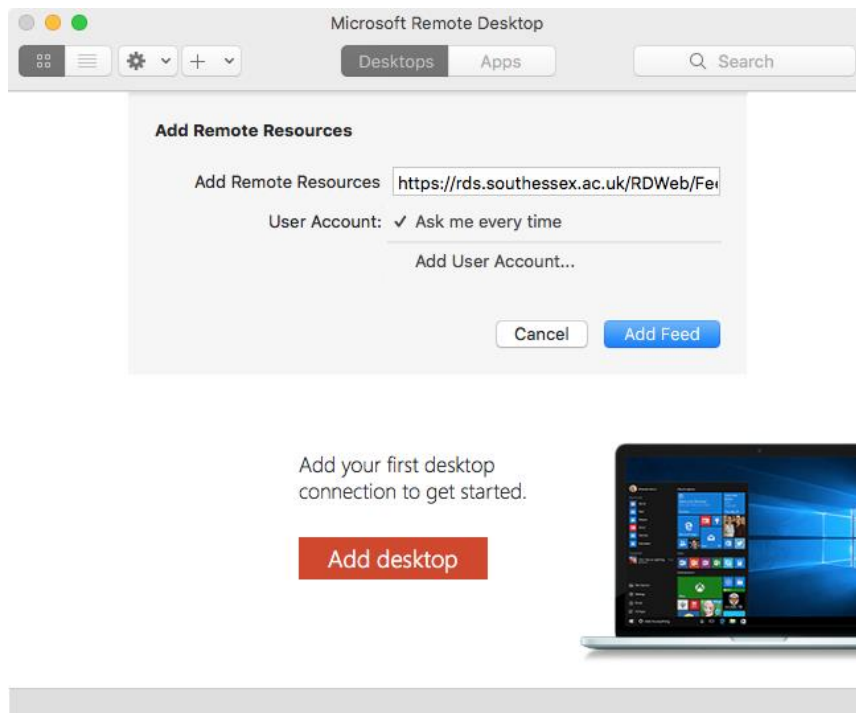 Microsoft Remote Desktop
Desktops Apps Search
Add Remote Resources
Add Remote Resources https://rds.southessex.ac.uk/RDWeb/Fe
User Account: ✓ Ask me every time
Add User Account...
Cancel Add Feed
Add your first desktop
connection to get started.
Add desktop